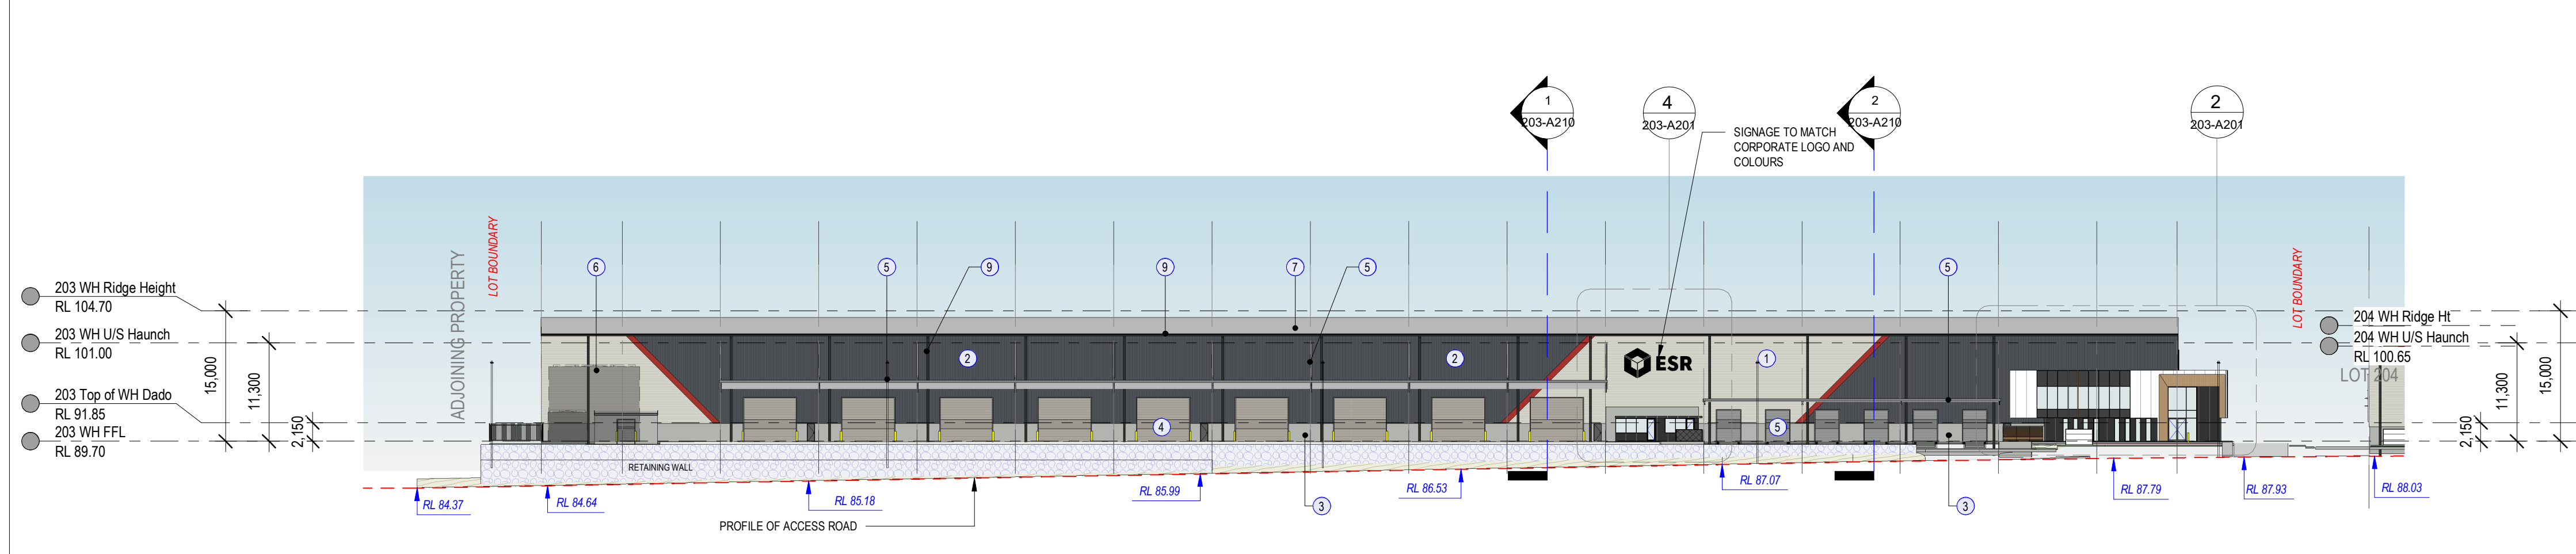 1
203-A210
4
203-A201
2
203-A210
2
203-A201
SIGNAGE TO MATCH
CORPORATE LOGO AND
COLOURS
ADJOINING PROPERTY
LOT BOUNDARY
LOT BOUNDARY
6
5
9
9
7
5
5
203 WH Ridge Height
RL 104.70
203 WH U/S Haunch
RL 101.00
203 Top of WH Dado
RL 91.85
203 WH FFL
RL 89.70
15,000
11,300
2,150
2
2
ESR
1
4
5
204 WH Ridge Ht
204 WH U/S Haunch
RL 100.65
LOT 204
2,150
11,300
15,000
RETAINING WALL
RL 84.37
RL 84.64
RL 85.18
RL 85.99
RL 86.53
RL 87.07
RL 87.79
RL 87.93
RL 88.03
3
3
PROFILE OF ACCESS ROAD